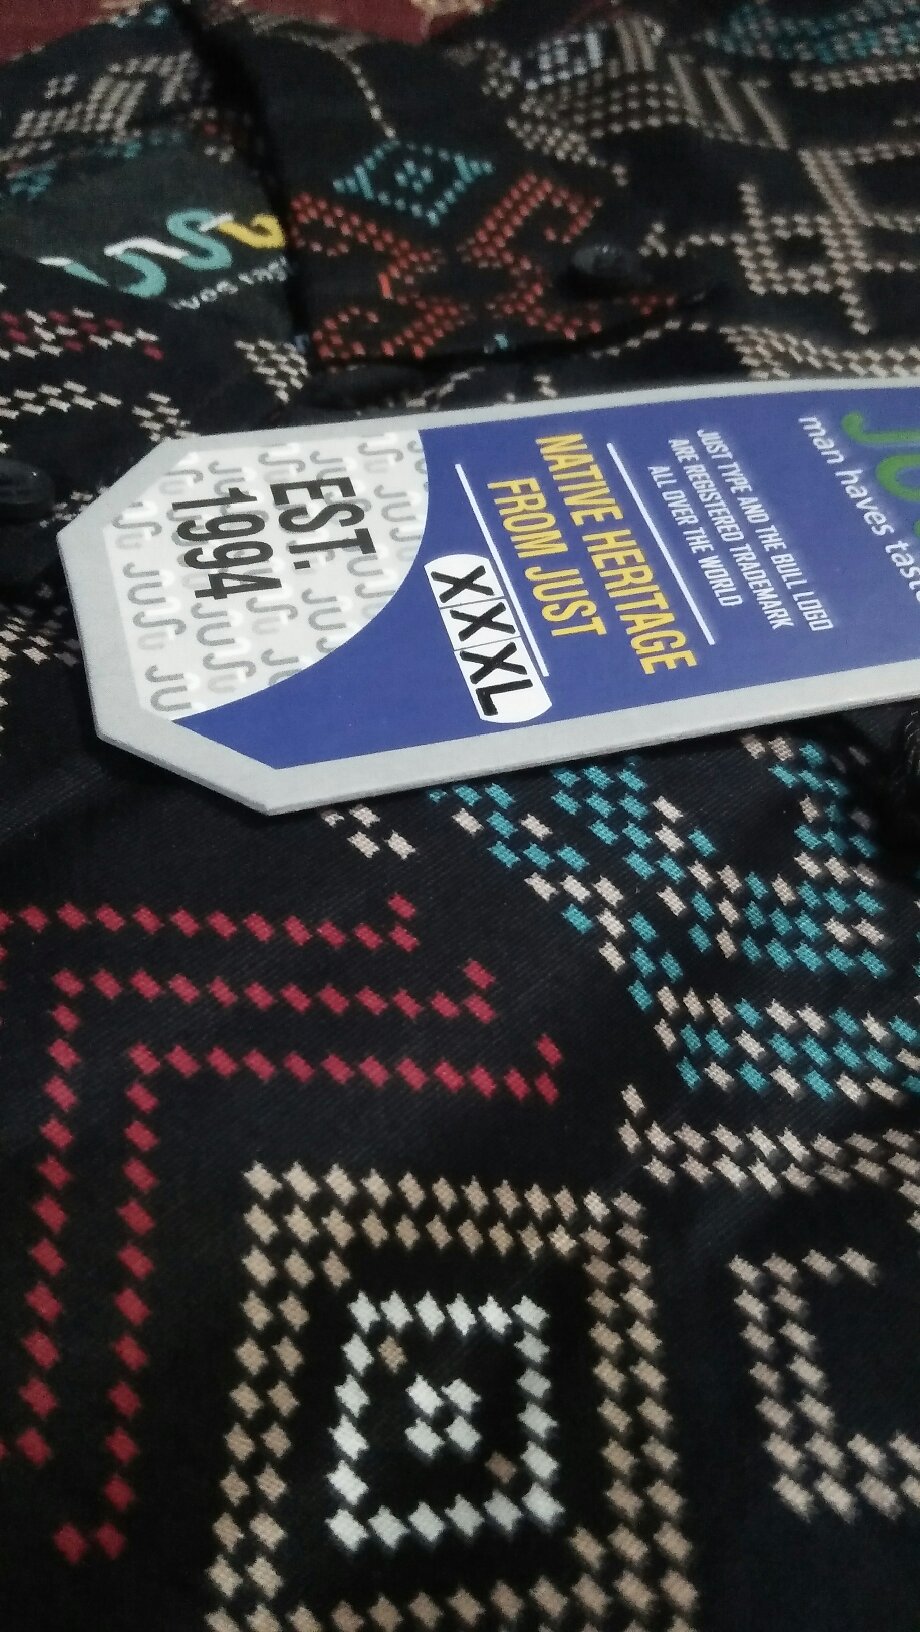 man haves
JUST TYPE AND THE BULL LOGO
ARE REGISTERED TRADEMARK
ALL OVER THE WORLD
NATIVE HERITAGE
FROM JUST
XXXL
EST.
1994